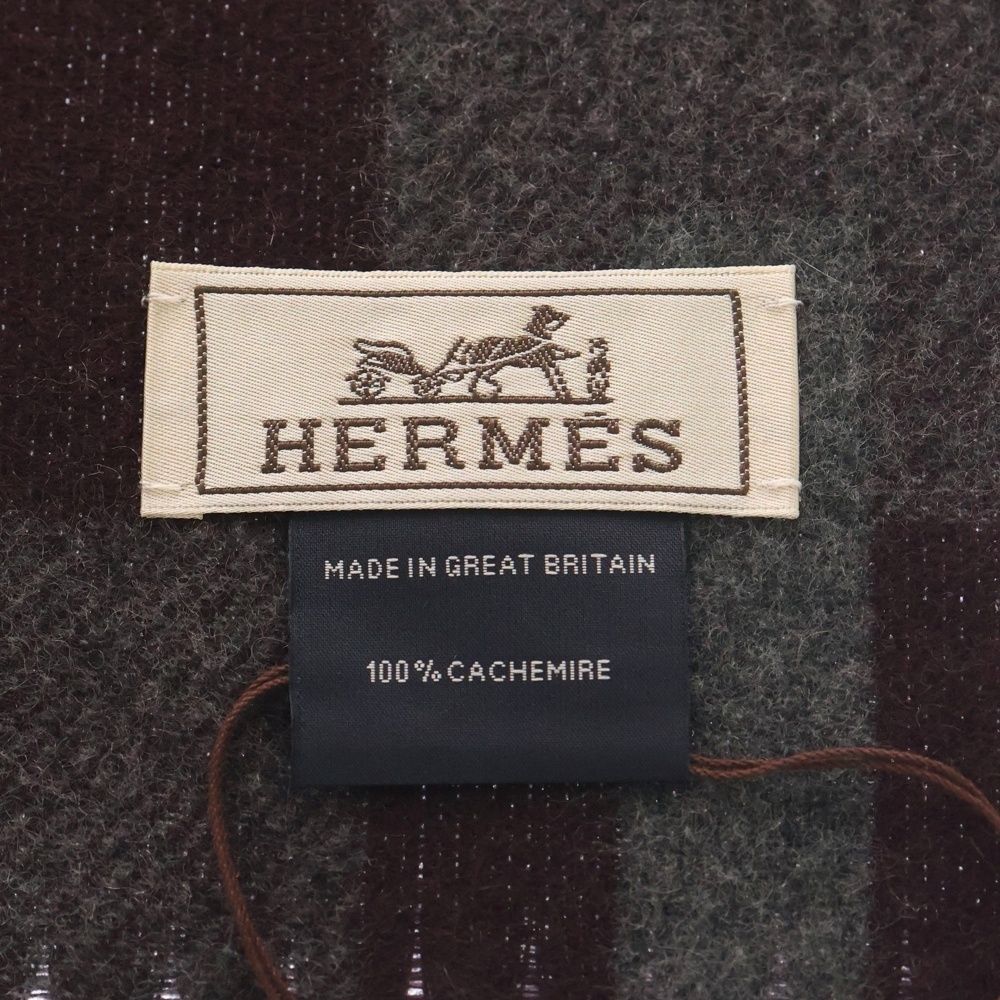 HERMÈS
MADE IN GREAT BRITAIN
100% CACHEMIRE